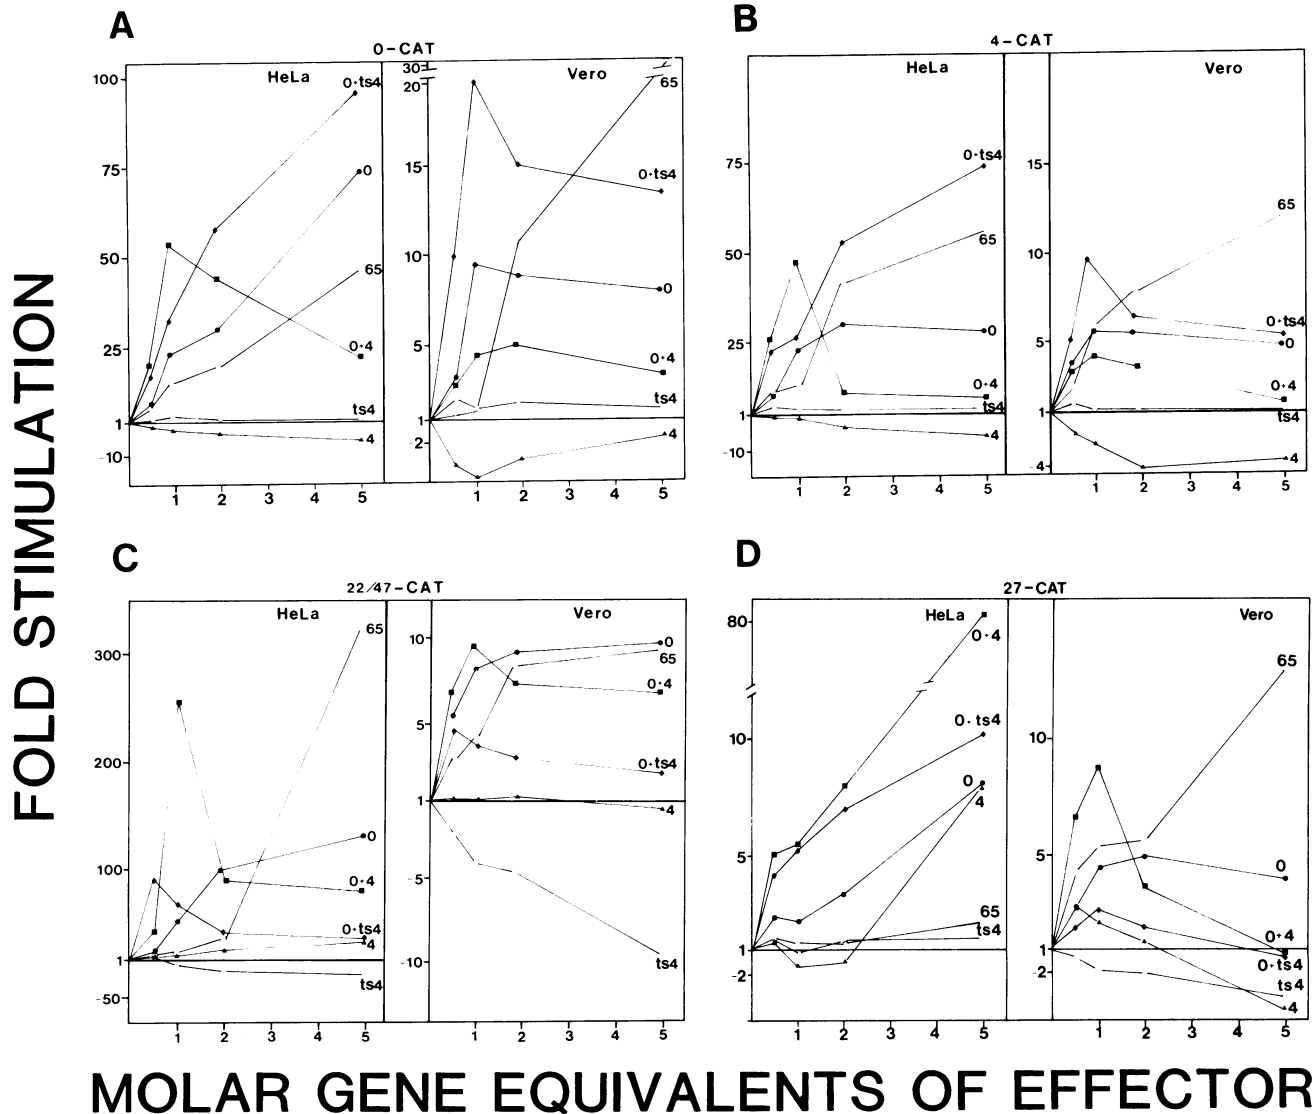 A
0-CAT
HeLa
Vero
100
75
50
25
1
-10
30
20
15
10
5
1
-2
0+ts4
0
65
0+4
ts4
4
65
0+ts4
0
0+4
ts4
4
1 2 3 4 5
1 2 3 4 5
B
4-CAT
HeLa
Vero
75
50
25
1
-10
15
10
5
1
-4
0+ts4
65
0
0+4
ts4
4
65
0+ts4
0
0+4
ts4
4
1 2 3 4 5
1 2 3 4 5
C
22/47-CAT
HeLa
Vero
300
200
100
1
-50
10
5
1
-5
-10
65
0
0+4
0+ts4
4
ts4
0
65
0+4
0+ts4
4
ts4
1 2 3 4 5
1 2 3 4 5
D
27-CAT
HeLa
Vero
80
10
5
1
-2
10
5
1
-2
0+4
0+ts4
0
4
65
ts4
65
0
0+4
0+ts4
ts4
4
1 2 3 4 5
1 2 3 4 5
FOLD STIMULATION
MOLAR GENE EQUIVALENTS OF EFFECTOR